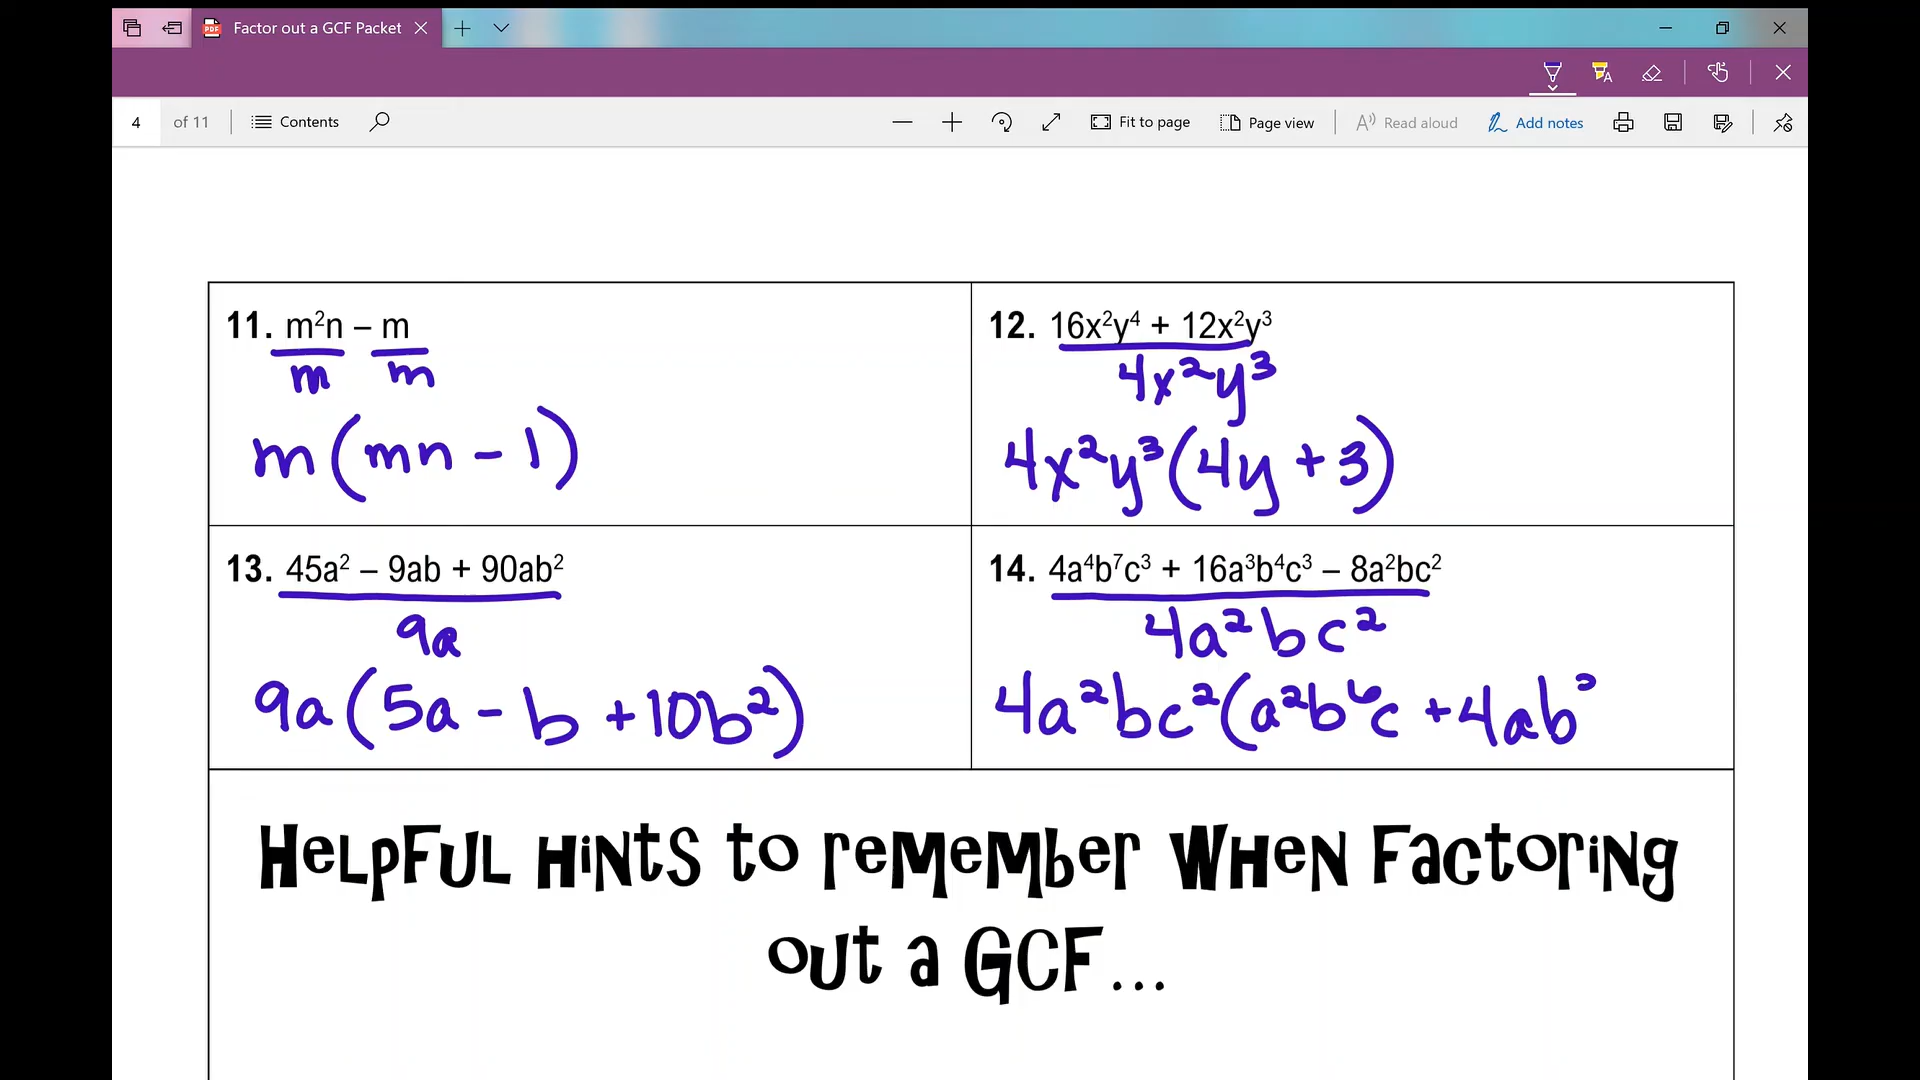 Factor out a GCF Packet
4 of 11 Contents Fit to page Page view Read aloud Add notes
11. m²n – m
m m
m(mn - 1)
12. 16x²y⁴ + 12x²y³
4x²y³
4x²y³(4y + 3)
13. 45a² – 9ab + 90ab²
9a
9a(5a - b + 10b²)
14. 4a⁴b⁷c³ + 16a³b⁴c³ – 8a²bc²
4a²bc²
4a²bc²(a²b⁶c + 4ab
Helpful Hints to remember when factoring
out a GCF...